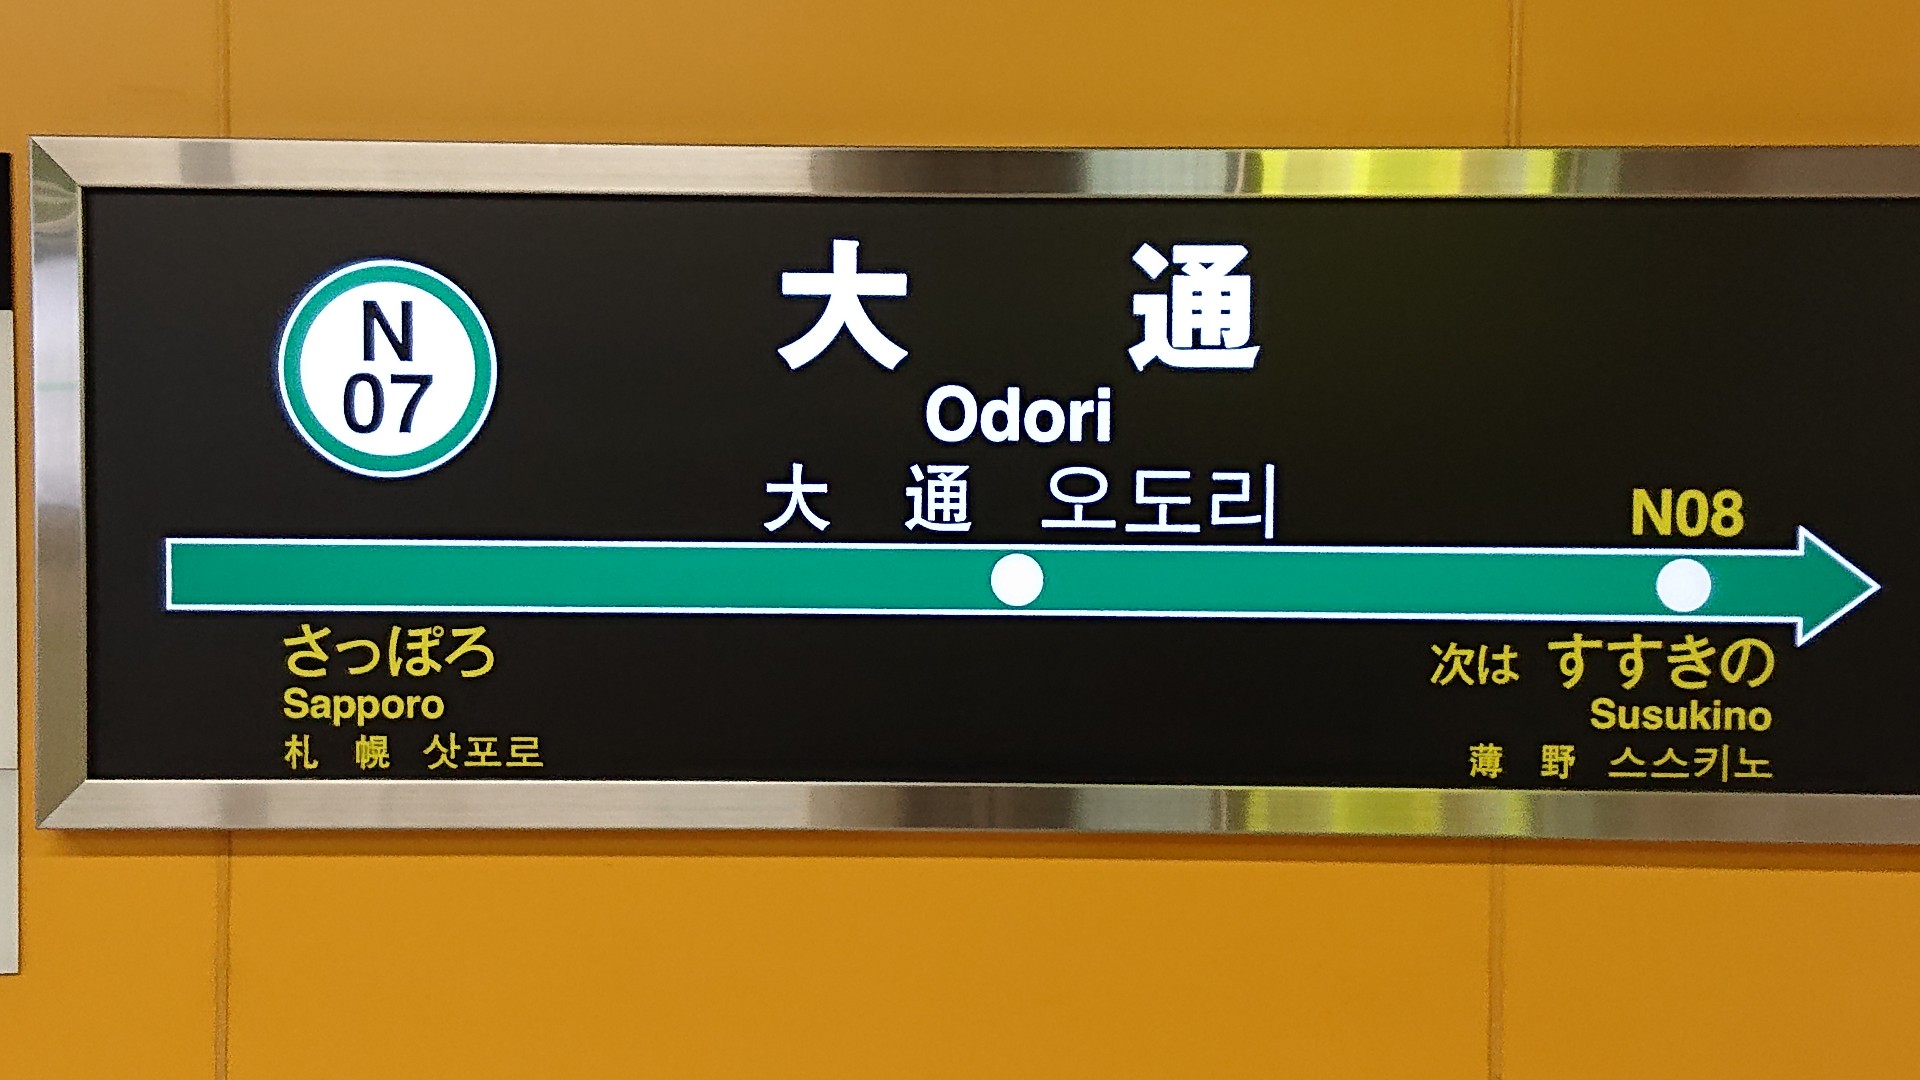 N
07
大通
Odori
大通 오도리
N08
さっぽろ
Sapporo
札幌 삿포로
次は すすきの
Susukino
薄野 스스키노